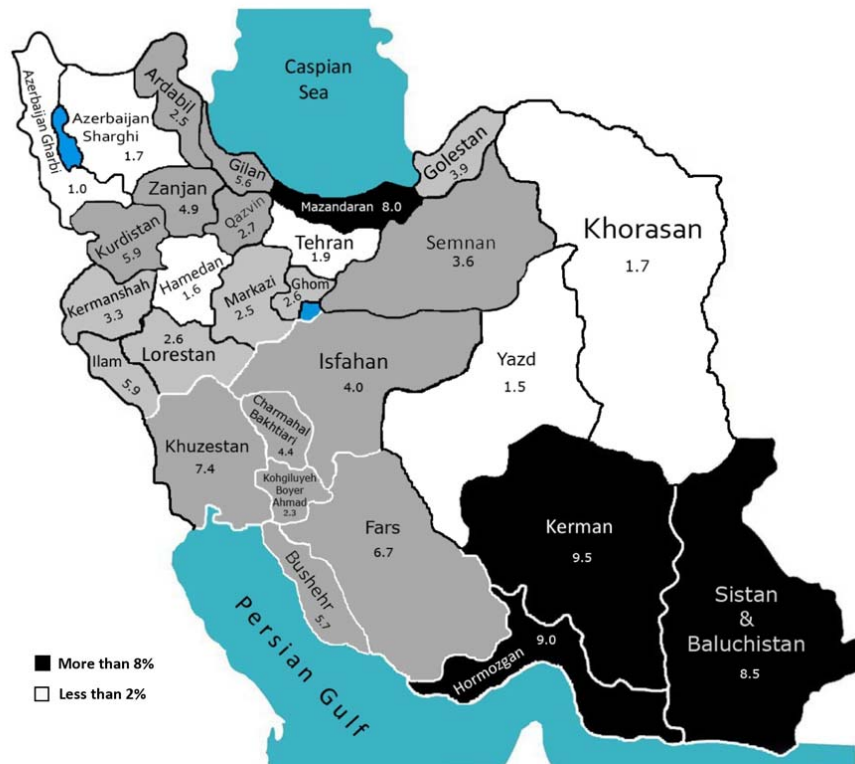 Caspian
Sea
Azerbaijan Gharbi
1.0
Azerbaijan
Sharghi
1.7
Ardabil
2.5
Gilan
5.6
Golestan
3.9
Zanjan
4.9
Qazvin
2.7
Mazandaran 8.0
Khorasan
1.7
Kurdistan
5.9
Hamedan
1.6
Tehran
1.9
Semnan
3.6
Kermanshah
3.3
Markazi
2.5
Ghom
2.6
2.6
Lorestan
Ilam
5.9
Isfahan
4.0
Yazd
1.5
Charmahal
Bakhtiari
4.4
Khuzestan
7.4
Kohgiluyeh
Boyer
Ahmad
2.3
Fars
6.7
Kerman
9.5
Bushehr
5.7
Sistan
&
Baluchistan
8.5
Hormozgan
9.0
Persian Gulf
More than 8%
Less than 2%